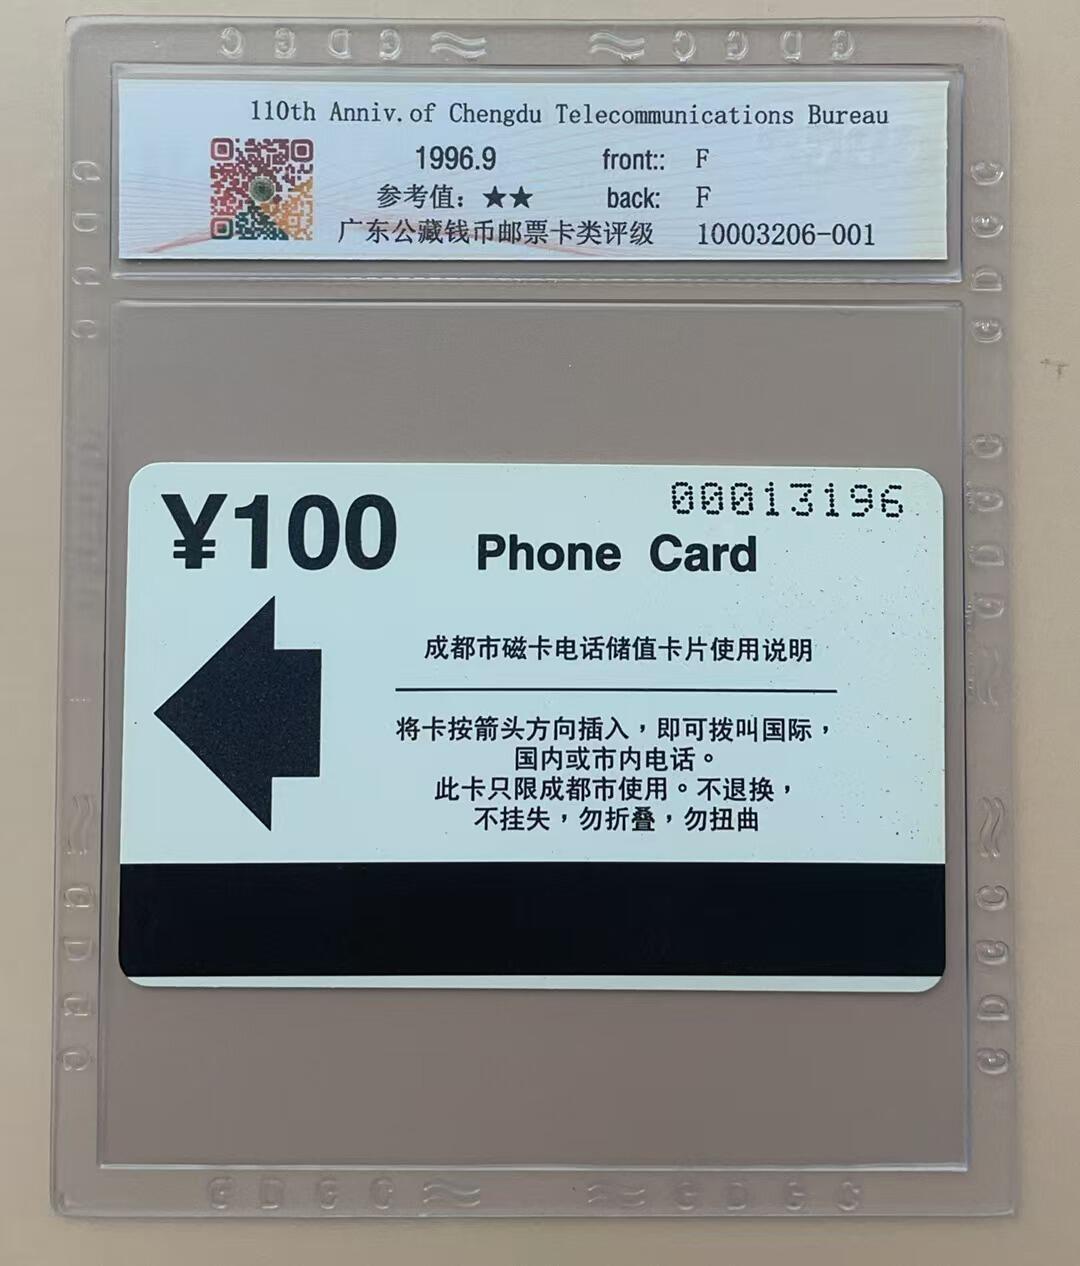 110th Anniv.of Chengdu Telecommunications Bureau
1996.9 front:: F
参考值：★★ back: F
广东公藏钱币邮票卡类评级 10003206-001
¥100
00013196
Phone Card
成都市磁卡电话储值卡片使用说明
将卡按箭头方向插入，即可拨叫国际，
国内或市内电话。
此卡只限成都市使用。不退换，
不挂失，勿折叠，勿扭曲